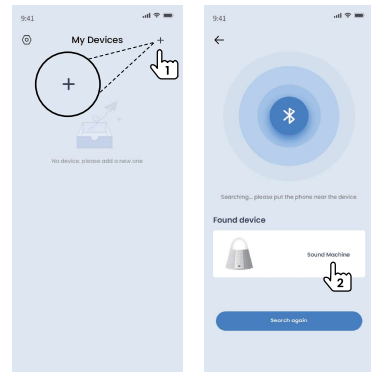 9:41
My Devices
+
+
1
No device, please add a new one
9:41
Searching... please put the phone near the device
Found device
Sound Machine
2
Search again